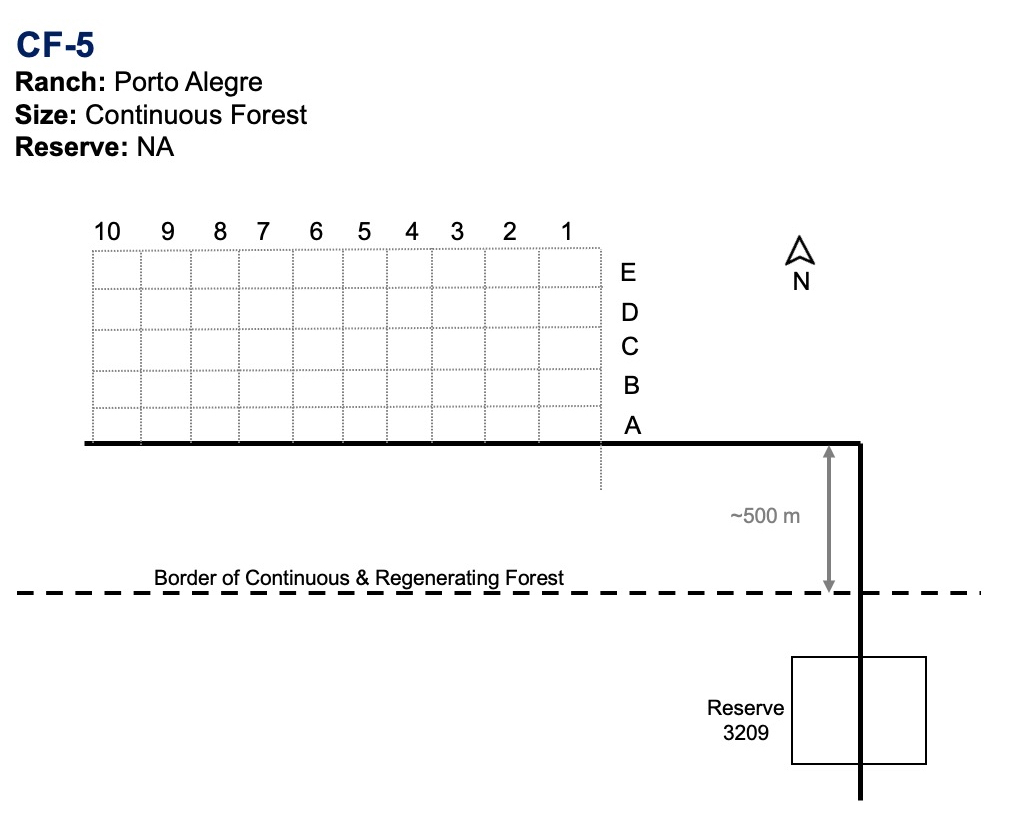 CF-5
Ranch: Porto Alegre
Size: Continuous Forest
Reserve: NA
10 9 8 7 6 5 4 3 2 1
E
N
D
C
B
A
~500 m
Border of Continuous & Regenerating Forest
Reserve
3209